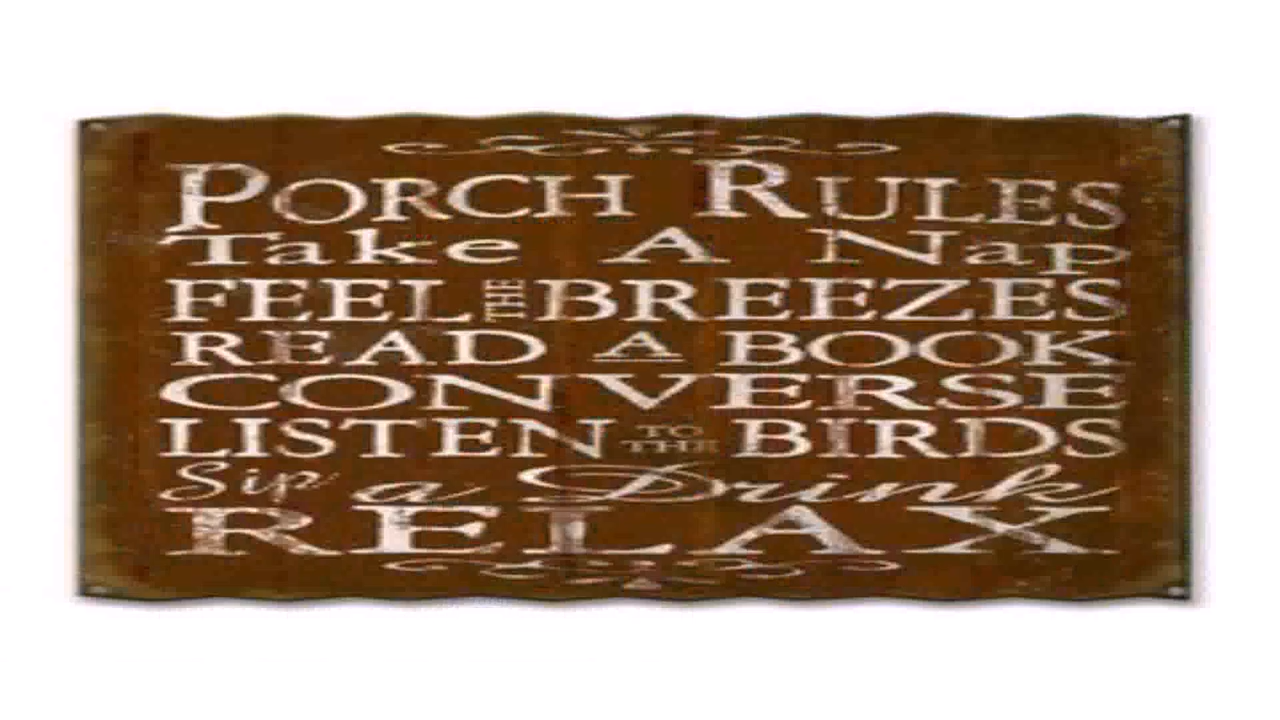 PORCH RULES
Take A Nap
FEEL THE BREEZES
READ A BOOK
CONVERSE
LISTEN TO THE BIRDS
Sip a Drink
RELAX